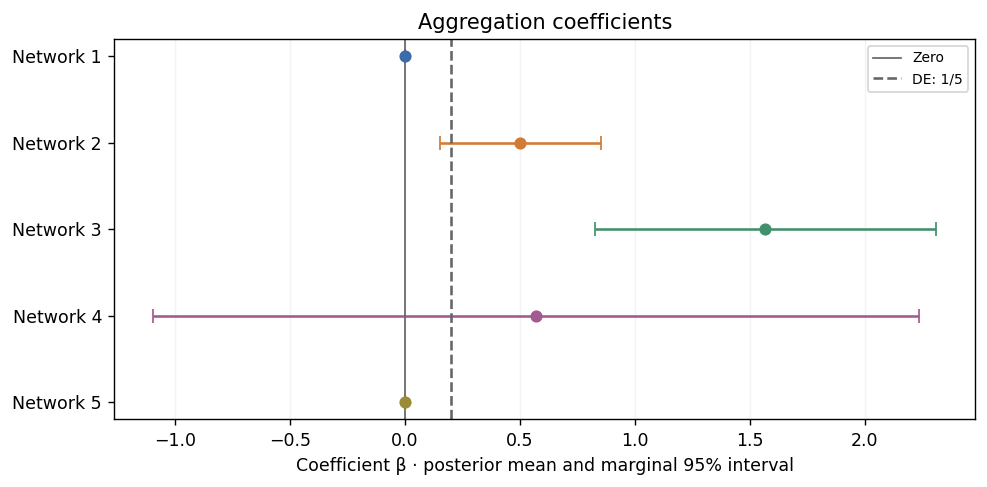 Aggregation coefficients
Network 1
Network 2
Network 3
Network 4
Network 5
Zero
DE: 1/5
−1.0
−0.5
0.0
0.5
1.0
1.5
2.0
Coefficient β · posterior mean and marginal 95% interval